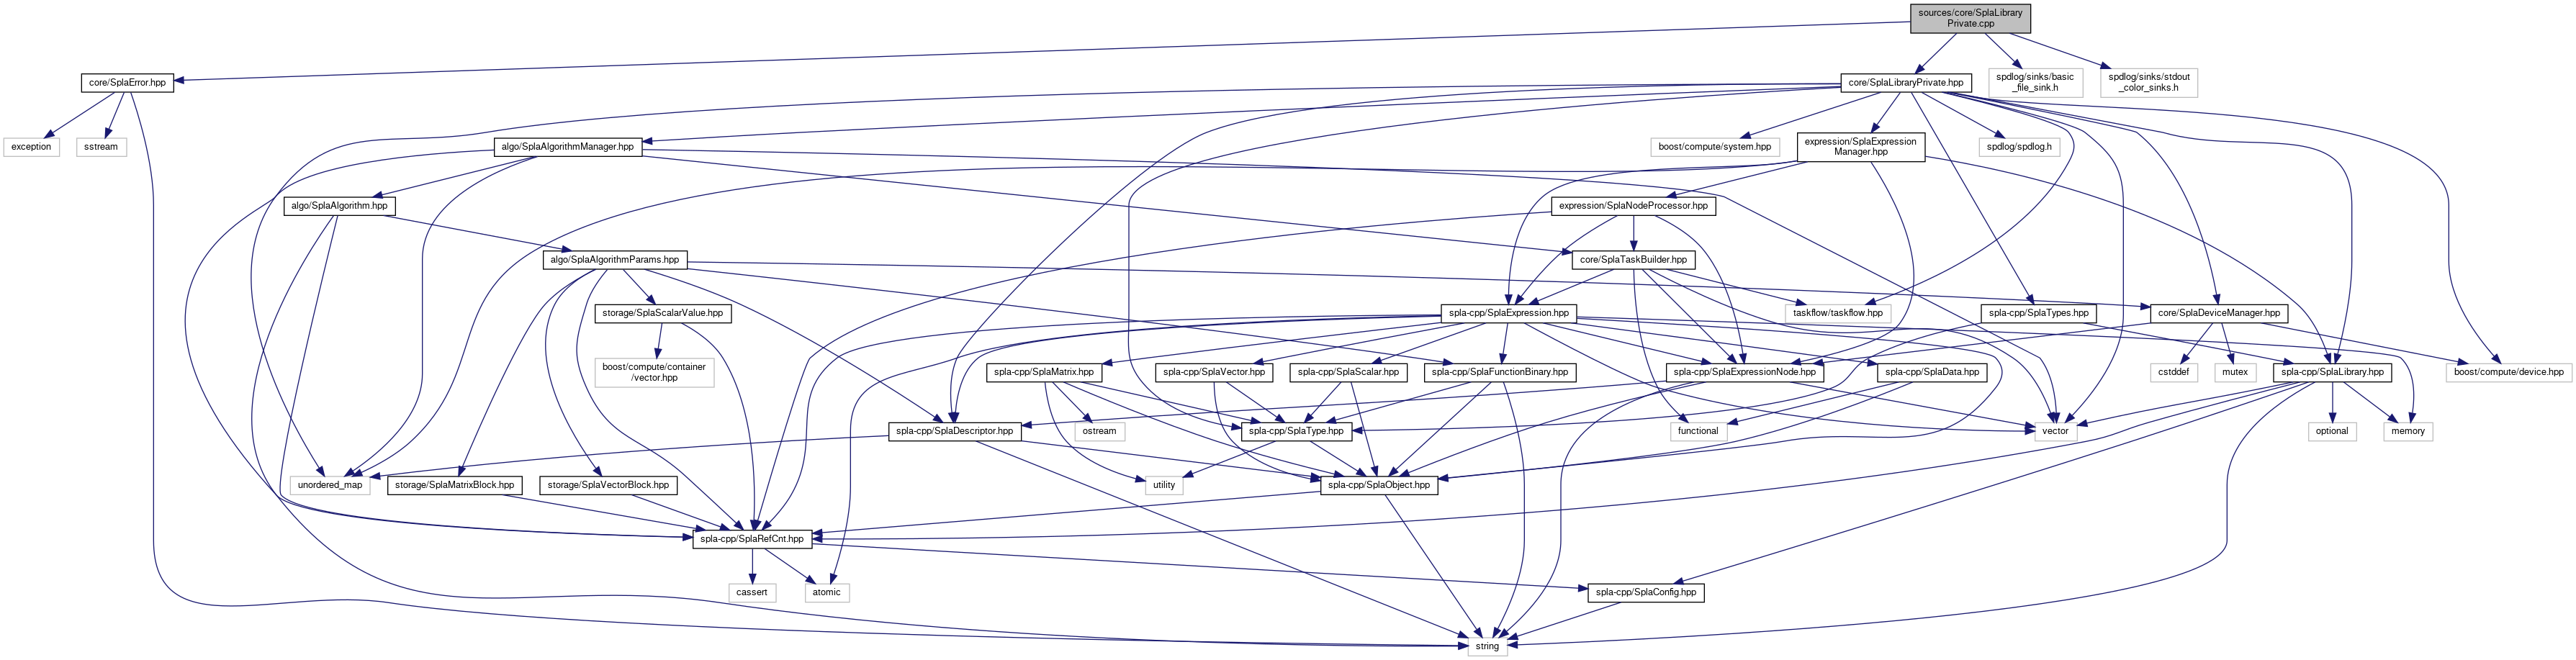 sources/core/SplaLibrary
Private.cpp
core/SplaError.hpp
core/SplaLibraryPrivate.hpp
spdlog/sinks/basic
_file_sink.h
spdlog/sinks/stdout
_color_sinks.h
exception
sstream
algo/SplaAlgorithmManager.hpp
boost/compute/system.hpp
expression/SplaExpression
Manager.hpp
spdlog/spdlog.h
algo/SplaAlgorithm.hpp
expression/SplaNodeProcessor.hpp
algo/SplaAlgorithmParams.hpp
core/SplaTaskBuilder.hpp
storage/SplaScalarValue.hpp
spla-cpp/SplaExpression.hpp
taskflow/taskflow.hpp
spla-cpp/SplaTypes.hpp
core/SplaDeviceManager.hpp
boost/compute/container
/vector.hpp
spla-cpp/SplaMatrix.hpp
spla-cpp/SplaVector.hpp
spla-cpp/SplaScalar.hpp
spla-cpp/SplaFunctionBinary.hpp
spla-cpp/SplaExpressionNode.hpp
spla-cpp/SplaData.hpp
cstddef
mutex
spla-cpp/SplaLibrary.hpp
boost/compute/device.hpp
spla-cpp/SplaDescriptor.hpp
ostream
spla-cpp/SplaType.hpp
functional
vector
optional
memory
unordered_map
storage/SplaMatrixBlock.hpp
storage/SplaVectorBlock.hpp
utility
spla-cpp/SplaObject.hpp
spla-cpp/SplaRefCnt.hpp
cassert
atomic
spla-cpp/SplaConfig.hpp
string